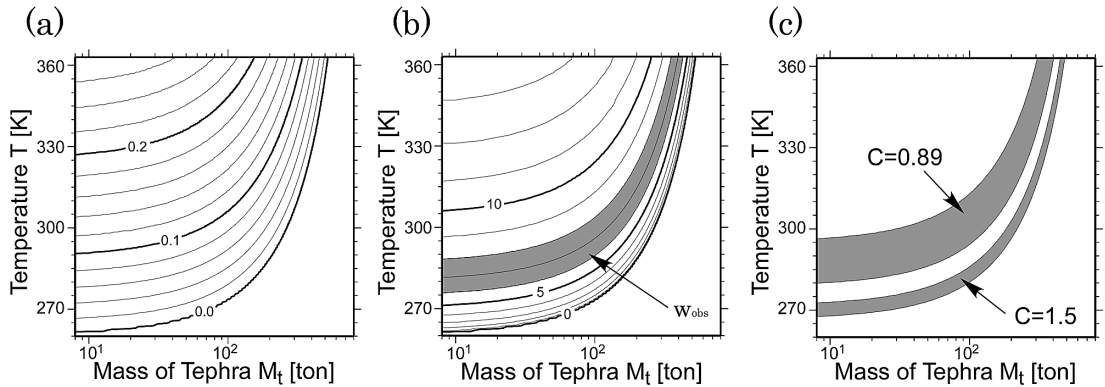 (a)
360
330
300
270
Temperature T [K]
0.2
0.1
0.0
10¹
10²
Mass of Tephra Mₜ [ton]
(b)
360
330
300
270
Temperature T [K]
10
5
0
Wobs
10¹
10²
Mass of Tephra Mₜ [ton]
(c)
360
330
300
270
Temperature T [K]
C=0.89
C=1.5
10¹
10²
Mass of Tephra Mₜ [ton]